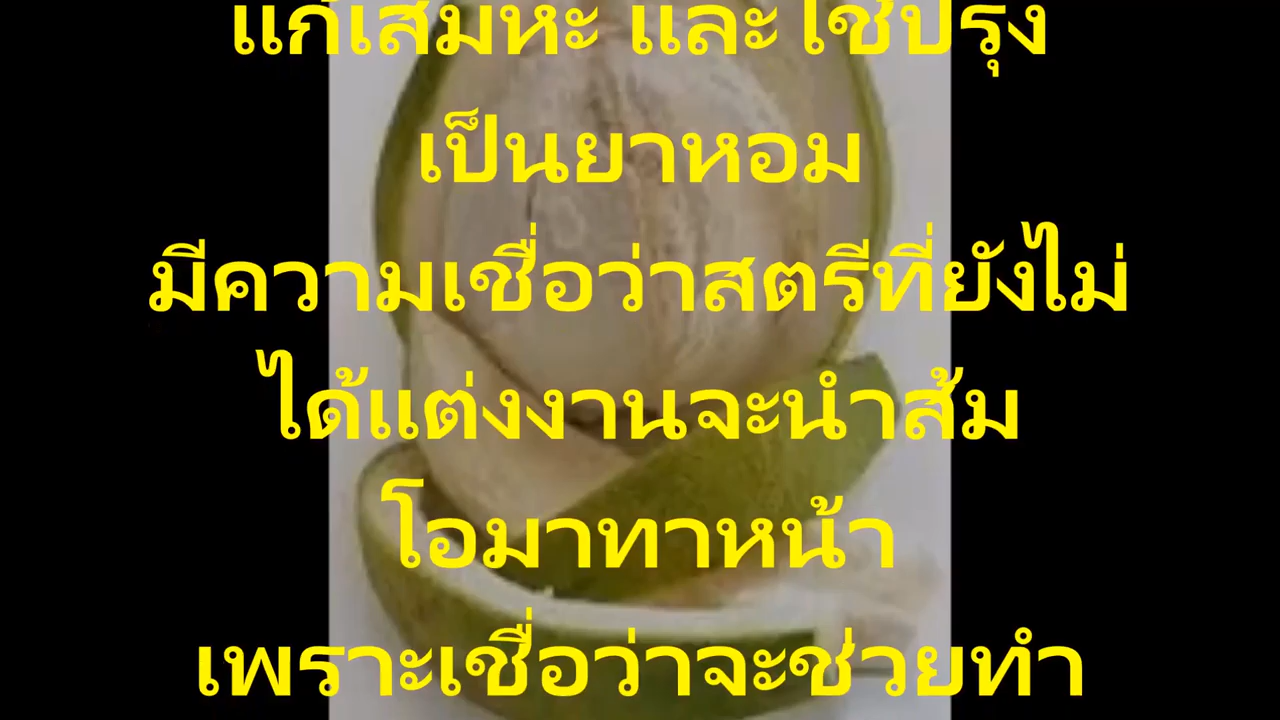 แก้เสมหะ และใช้ปรุง
เป็นยาหอม
มีความเชื่อว่าสตรีที่ยังไม่
ได้แต่งงานจะนำส้ม
โอมาทาหน้า
เพราะเชื่อว่าจะช่วยทำ